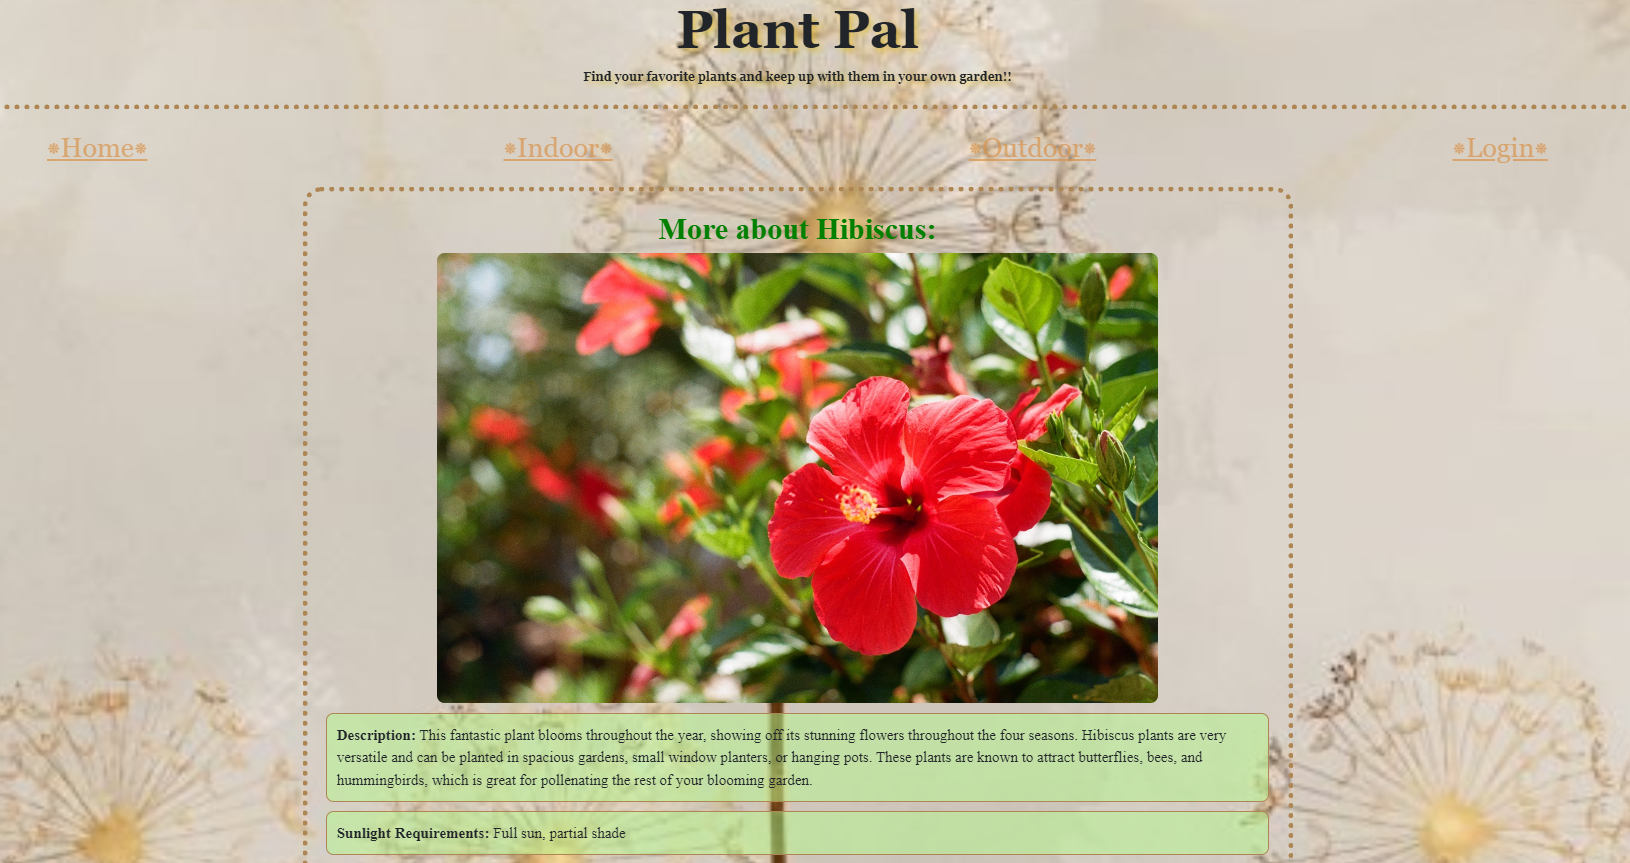 Plant Pal
Find your favorite plants and keep up with them in your own garden!!
❃Home❃
❃Indoor❃
❃Outdoor❃
❃Login❃
More about Hibiscus:
Description: This fantastic plant blooms throughout the year, showing off its stunning flowers throughout the four seasons. Hibiscus plants are very
versatile and can be planted in spacious gardens, small window planters, or hanging pots. These plants are known to attract butterflies, bees, and
hummingbirds, which is great for pollenating the rest of your blooming garden.
Sunlight Requirements: Full sun, partial shade